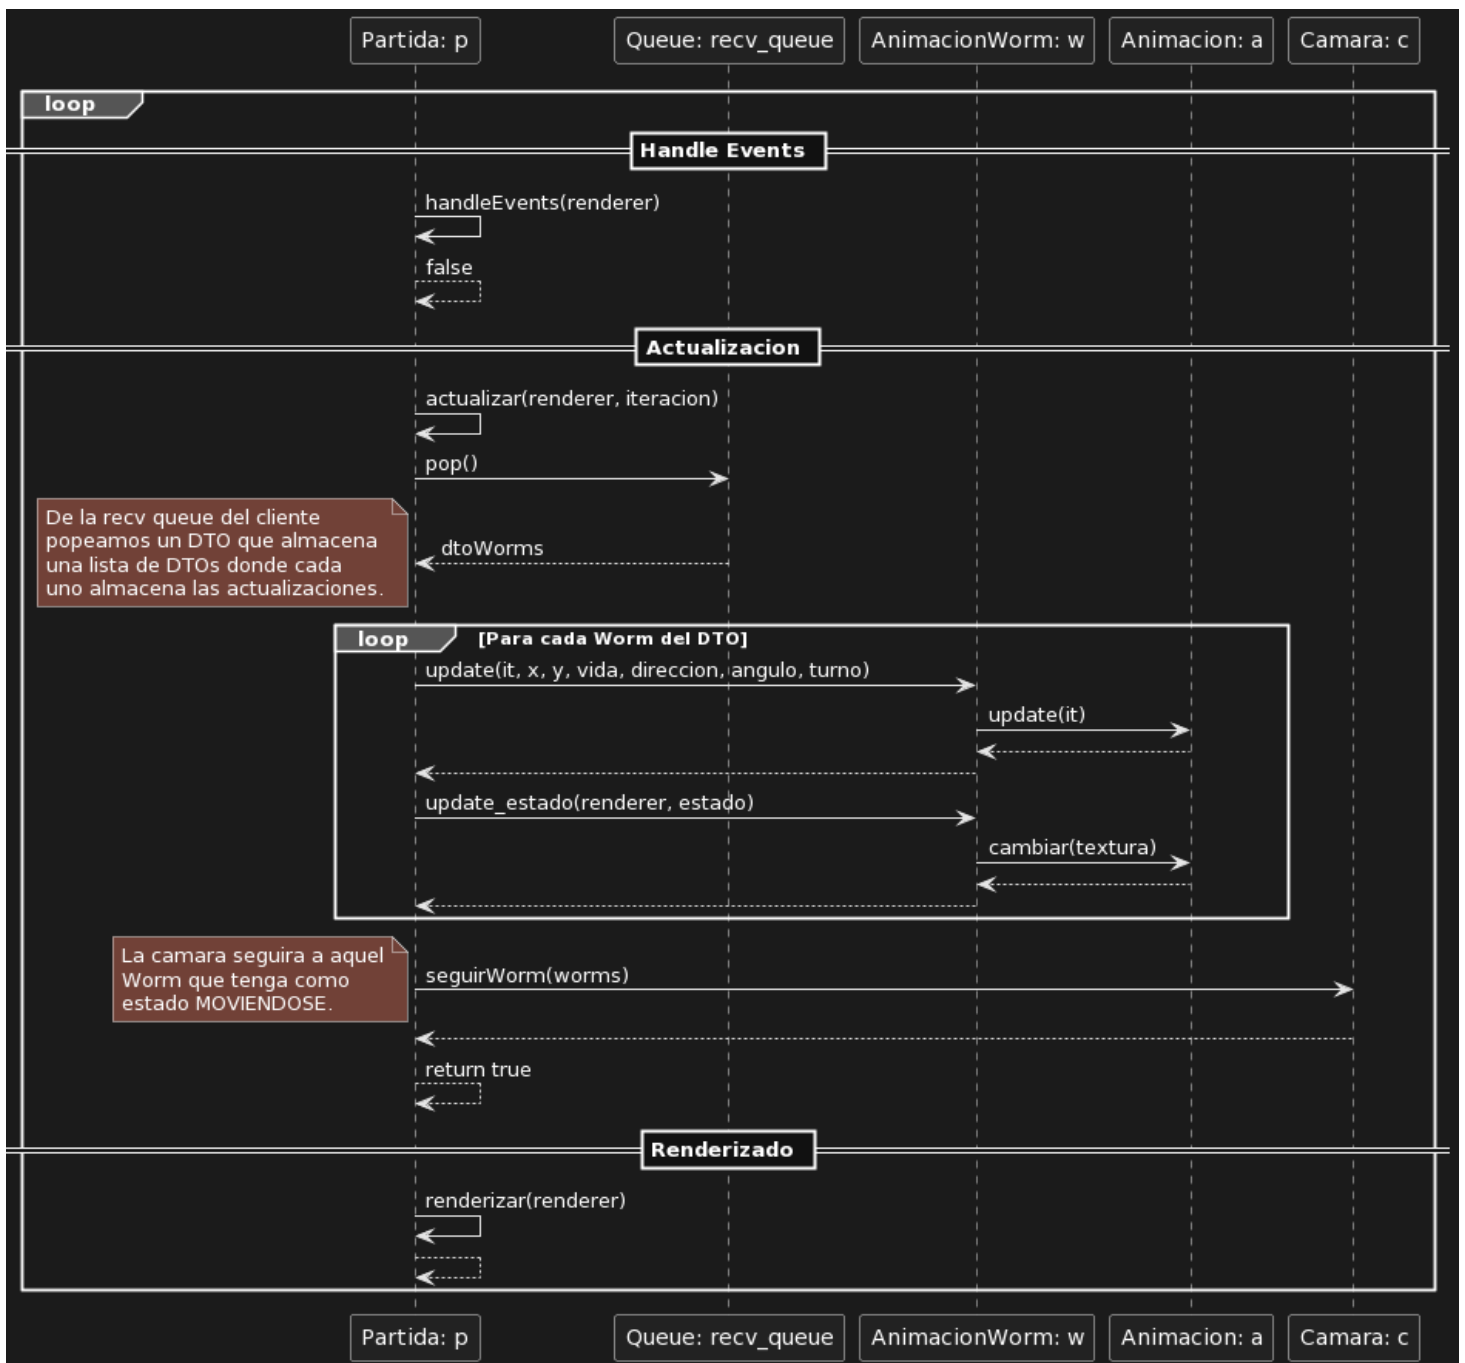 Partida: p
Queue: recv_queue
AnimacionWorm: w
Animacion: a
Camara: c
loop
Handle Events
handleEvents(renderer)
false
Actualizacion
actualizar(renderer, iteracion)
pop()
De la recv queue del cliente
popeamos un DTO que almacena
una lista de DTOs donde cada
uno almacena las actualizaciones.
dtoWorms
loop
[Para cada Worm del DTO]
update(it, x, y, vida, direccion, angulo, turno)
update(it)
update_estado(renderer, estado)
cambiar(textura)
La camara seguira a aquel
Worm que tenga como
estado MOVIENDOSE.
seguirWorm(worms)
return true
Renderizado
renderizar(renderer)
Partida: p
Queue: recv_queue
AnimacionWorm: w
Animacion: a
Camara: c